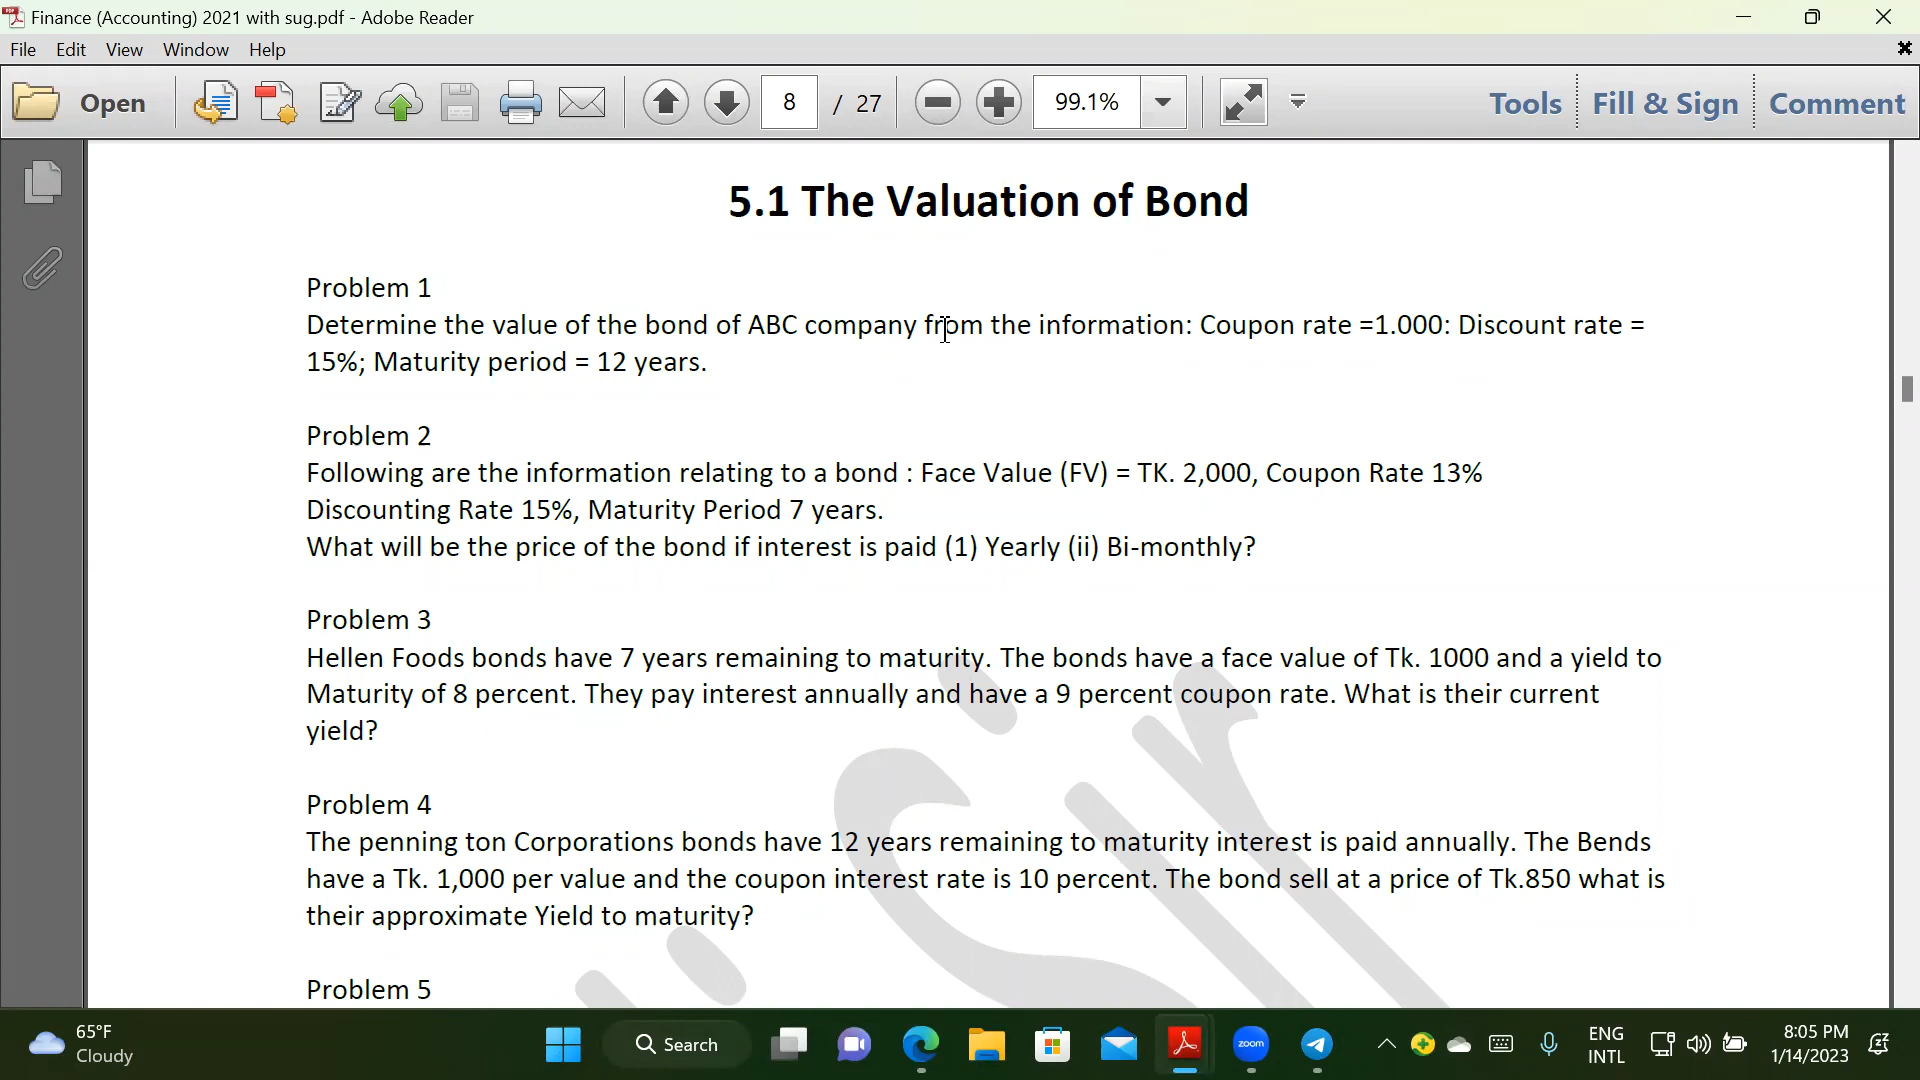 Finance (Accounting) 2021 with sug.pdf - Adobe Reader
File Edit View Window Help
Open 8 / 27 99.1% Tools Fill & Sign Comment
5.1 The Valuation of Bond
Problem 1
Determine the value of the bond of ABC company from the information: Coupon rate =1.000: Discount rate =
15%; Maturity period = 12 years.
Problem 2
Following are the information relating to a bond : Face Value (FV) = TK. 2,000, Coupon Rate 13%
Discounting Rate 15%, Maturity Period 7 years.
What will be the price of the bond if interest is paid (1) Yearly (ii) Bi-monthly?
Problem 3
Hellen Foods bonds have 7 years remaining to maturity. The bonds have a face value of Tk. 1000 and a yield to
Maturity of 8 percent. They pay interest annually and have a 9 percent coupon rate. What is their current
yield?
Problem 4
The penning ton Corporations bonds have 12 years remaining to maturity interest is paid annually. The Bends
have a Tk. 1,000 per value and the coupon interest rate is 10 percent. The bond sell at a price of Tk.850 what is
their approximate Yield to maturity?
Problem 5
Sir
65°F
Cloudy
Search
zoom
ENG
INTL
8:05 PM
1/14/2023